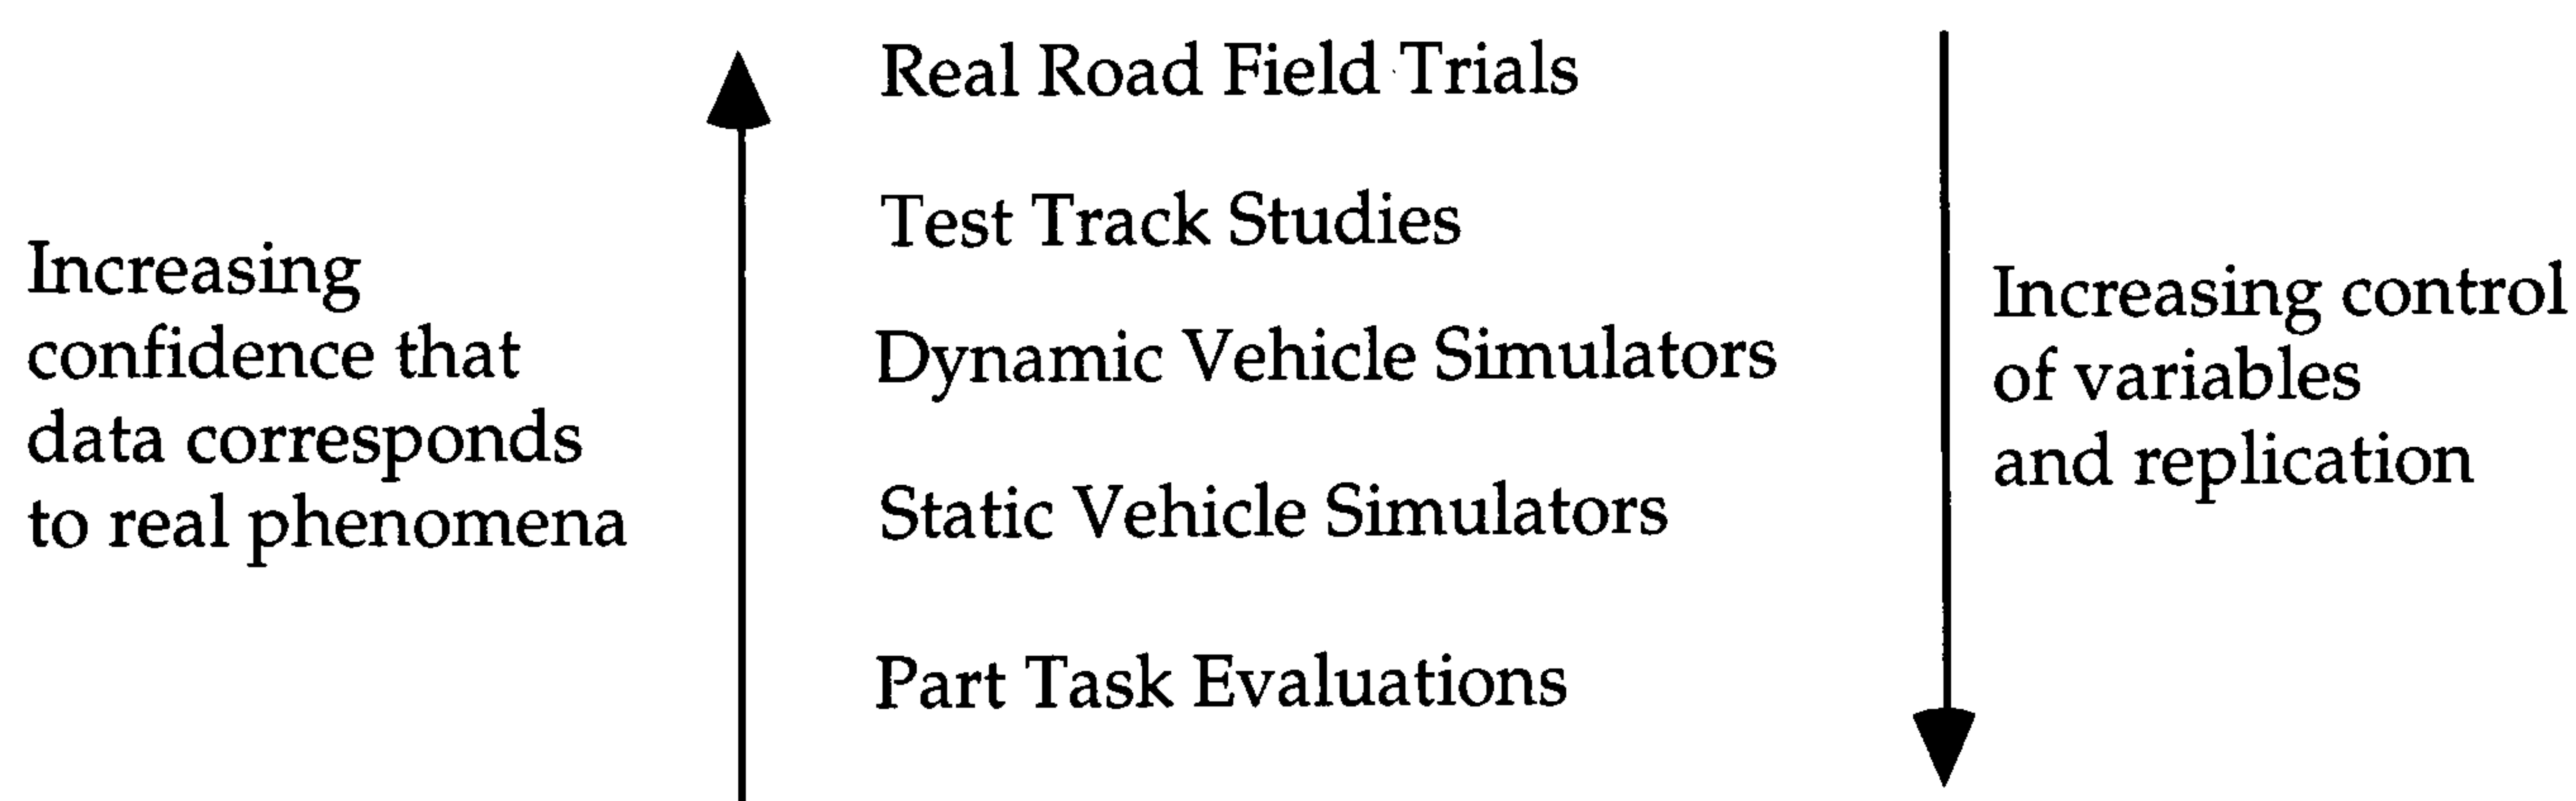 Increasing
confidence that
data corresponds
to real phenomena
Real Road Field Trials
Test Track Studies
Dynamic Vehicle Simulators
Static Vehicle Simulators
Part Task Evaluations
Increasing control
of variables
and replication